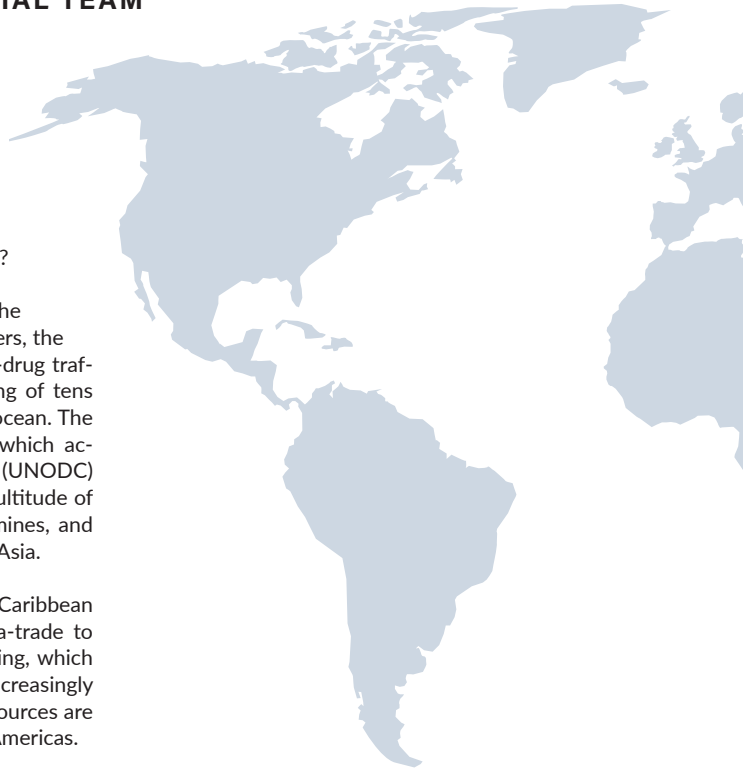 IAL TEAM
?
he
ers, the
-drug traf-
ng of tens
ocean. The
which ac-
(UNODC)
ultitude of
mines, and
Asia.
Caribbean
a-trade to
ing, which
creasingly
ources are
Americas.